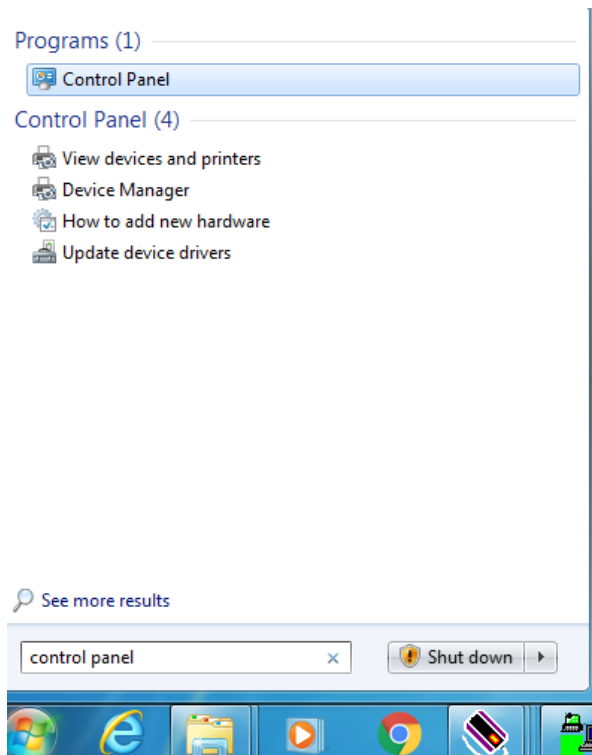 Programs (1)
Control Panel
Control Panel (4)
View devices and printers
Device Manager
How to add new hardware
Update device drivers
See more results
control panel
Shut down